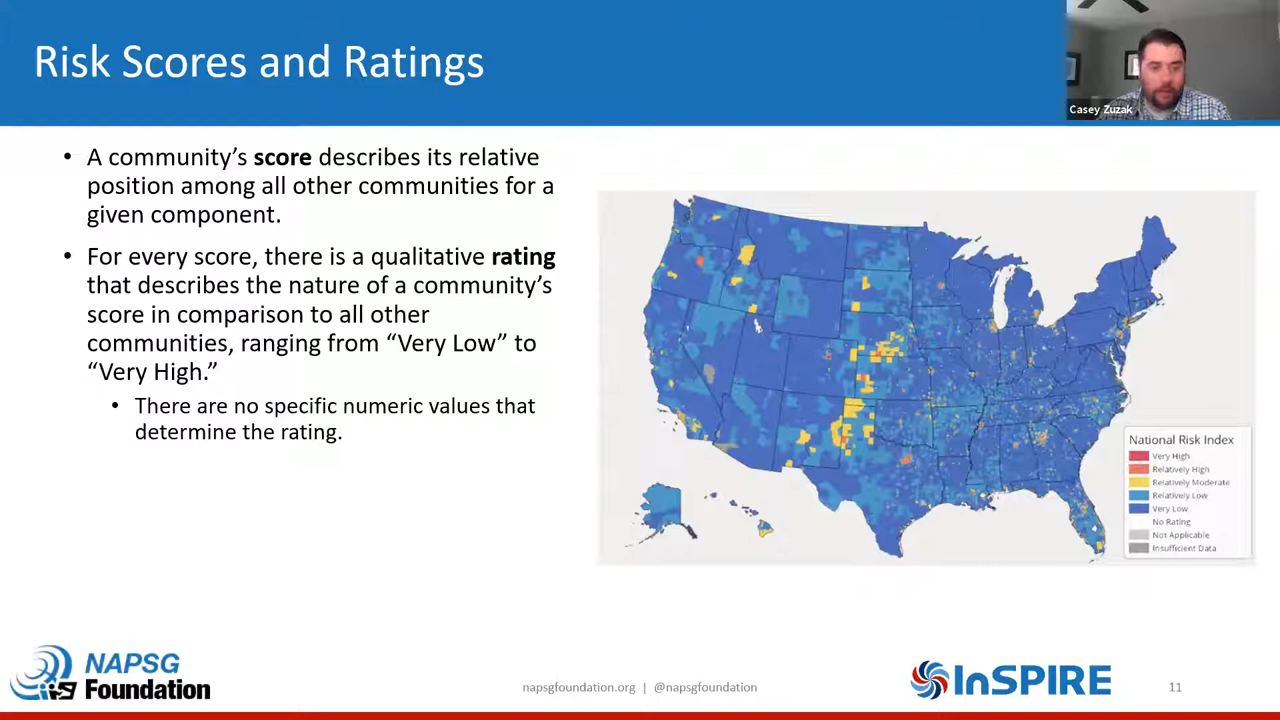 Risk Scores and Ratings
Casey Zuzak
• A community’s score describes its relative
position among all other communities for a
given component.
• For every score, there is a qualitative rating
that describes the nature of a community’s
score in comparison to all other
communities, ranging from “Very Low” to
“Very High.”
• There are no specific numeric values that
determine the rating.
National Risk Index
Very High
Relatively High
Relatively Moderate
Relatively Low
Very Low
No Rating
Not Applicable
Insufficient Data
NAPSG
Foundation
napsgfoundation.org | @napsgfoundation
InSPIRE
11